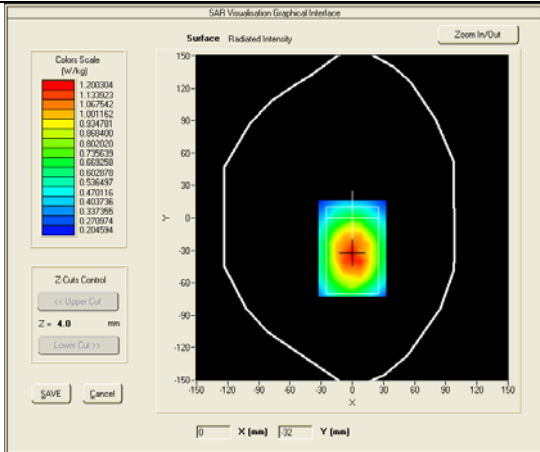 SAR Visualisation Graphical Interface
Surface Radiated Intensity
Zoom In/Out
Colors Scale
(W/kg)
1.200304
1.133923
1.067542
1.001162
0.934781
0.868400
0.802020
0.735639
0.669258
0.602878
0.536497
0.470116
0.403736
0.337355
0.270974
0.204594
Z-Cuts Control
<< Upper Cut
Z = 4.0 mm
Lower Cut >>
SAVE
Cancel
150
120
90
60
30
0
-30
-60
-90
-120
-150
Y
-150 -120 -90 -60 -30 0 30 60 90 120 150
X
0 X (mm) -32 Y (mm)